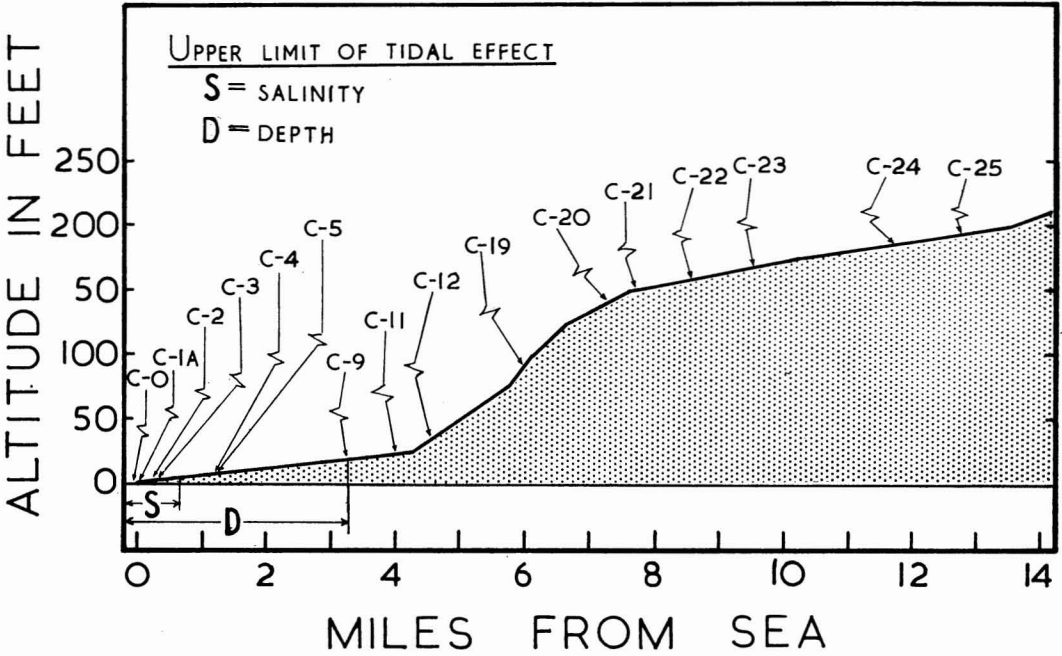 UPPER LIMIT OF TIDAL EFFECT
S = SALINITY
D = DEPTH
ALTITUDE IN FEET
250
200
50
100
50
0
C-0
C-1A
C-2
C-3
C-4
C-5
C-9
C-11
C-12
C-19
C-20
C-21
C-22
C-23
C-24
C-25
S
D
0 2 4 6 8 10 12 14
MILES FROM SEA